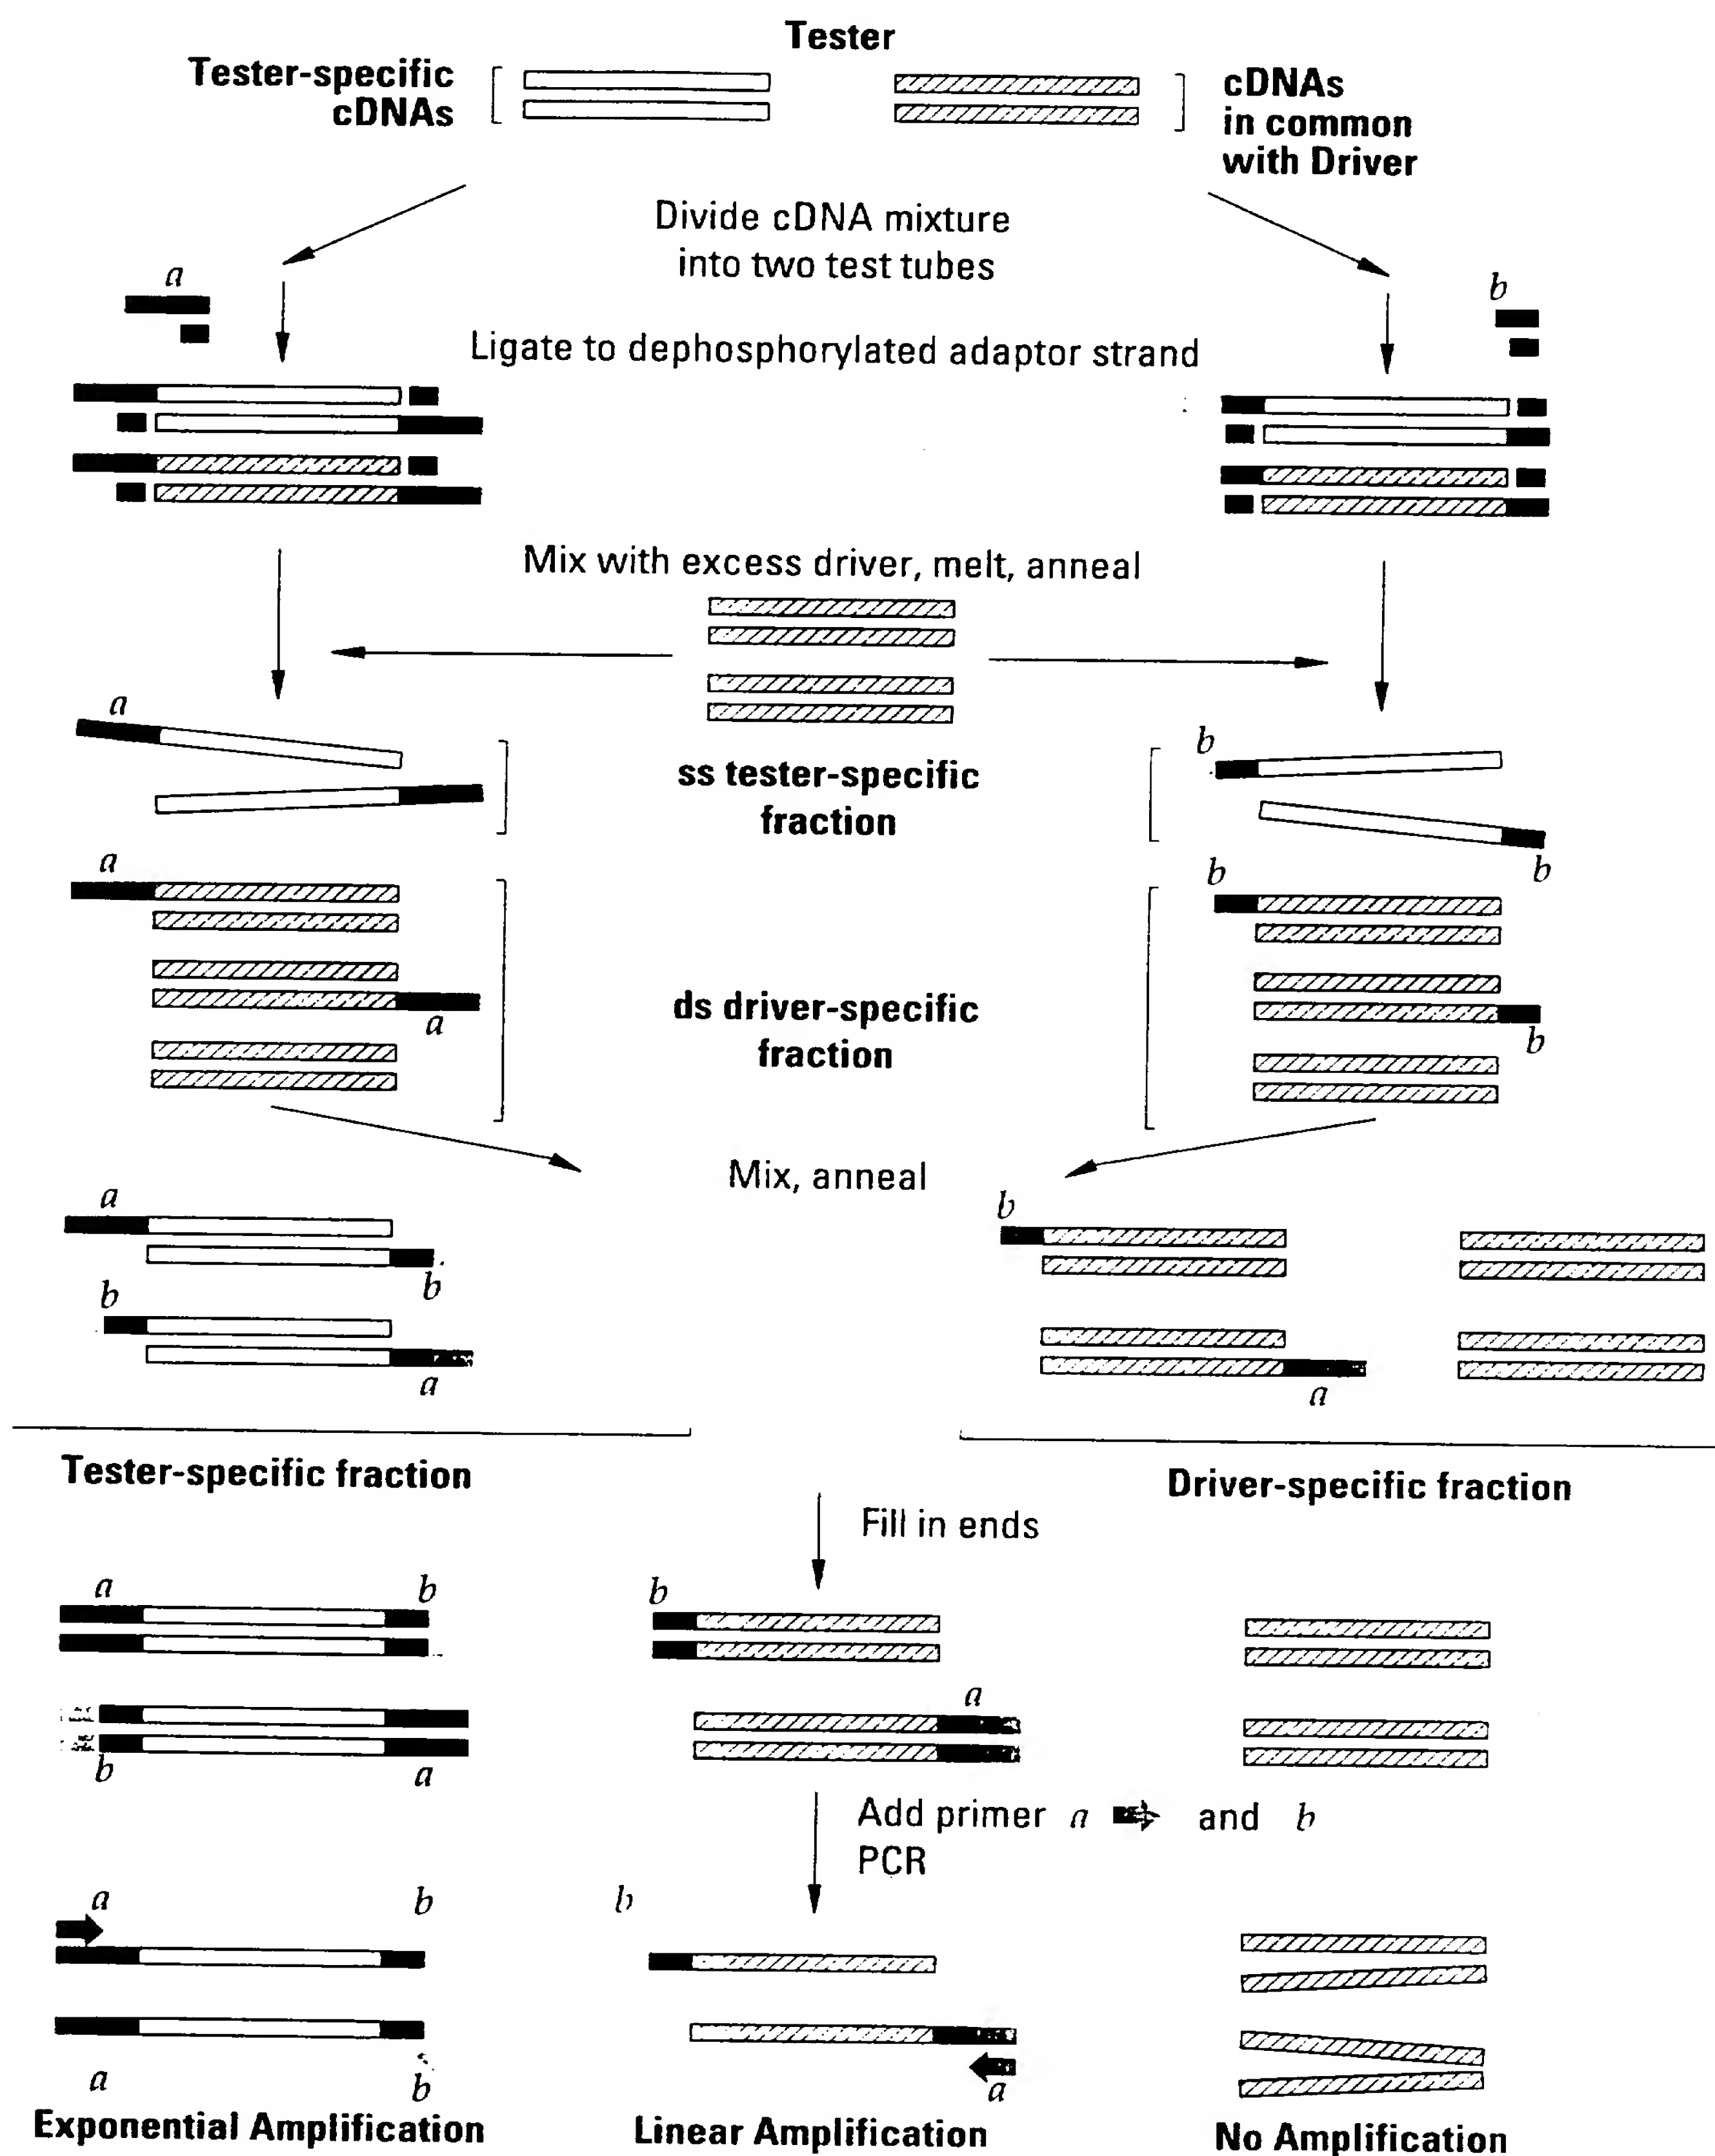 Tester
Tester-specific
cDNAs
cDNAs
in common
with Driver
Divide cDNA mixture
into two test tubes
a
b
Ligate to dephosphorylated adaptor strand
Mix with excess driver, melt, anneal
a
b
ss tester-specific
fraction
b
a
b
ds driver-specific
fraction
a
b
Mix, anneal
a
b
b
b
a
a
Tester-specific fraction
Driver-specific fraction
Fill in ends
a
b
b
a
b
a
Add primer a and b
PCR
a
b
b
a
b
a
Exponential Amplification
Linear Amplification
No Amplification